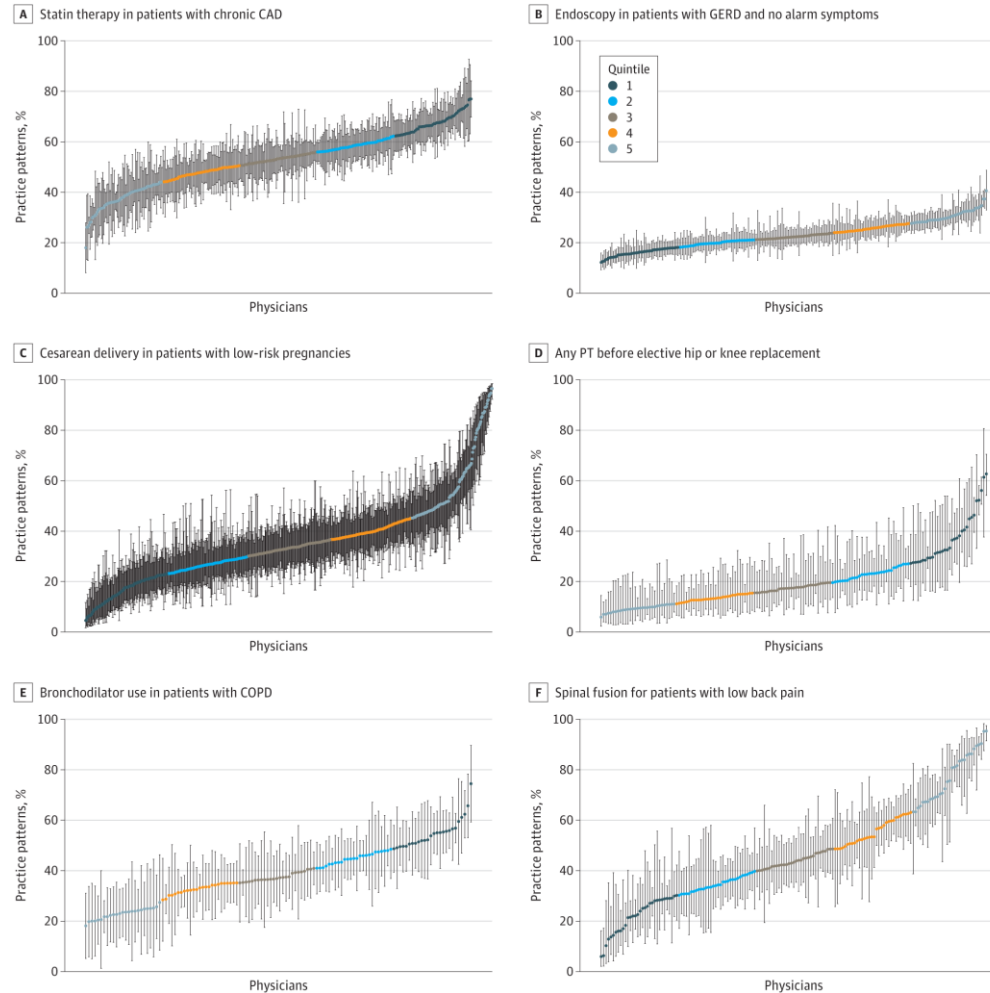 A Statin therapy in patients with chronic CAD
100
80
60
40
20
0
Practice patterns, %
Physicians
B Endoscopy in patients with GERD and no alarm symptoms
100
80
60
40
20
0
Practice patterns, %
Quintile
1
2
3
4
5
Physicians
C Cesarean delivery in patients with low-risk pregnancies
100
80
60
40
20
0
Practice patterns, %
Physicians
D Any PT before elective hip or knee replacement
100
80
60
40
20
0
Practice patterns, %
Physicians
E Bronchodilator use in patients with COPD
100
80
60
40
20
0
Practice patterns, %
Physicians
F Spinal fusion for patients with low back pain
100
80
60
40
20
0
Practice patterns, %
Physicians